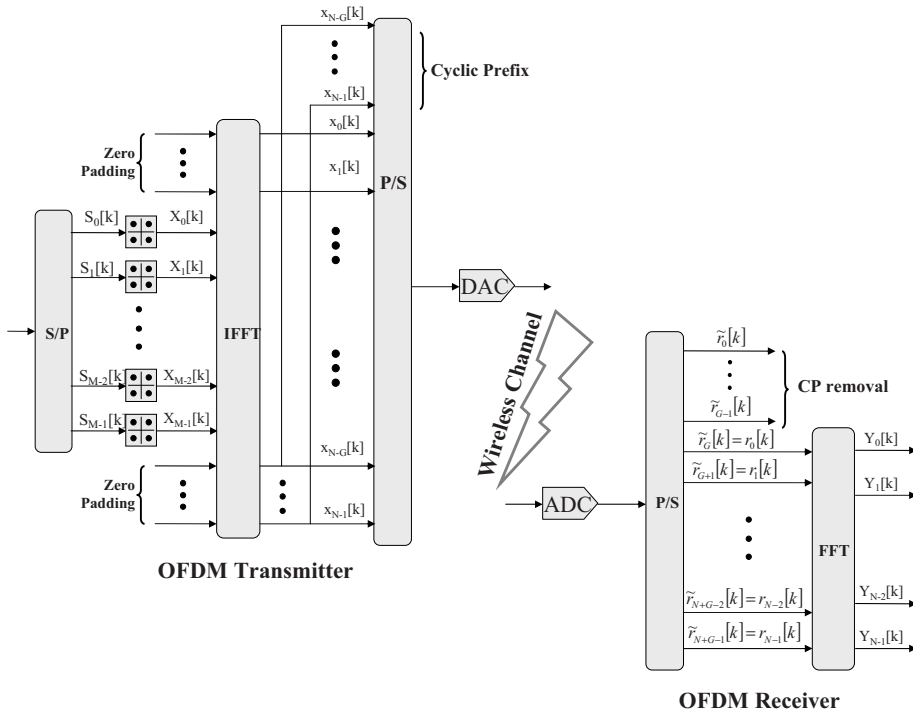 x_{N-G}[k]
Cyclic Prefix
x_{N-1}[k]
x_0[k]
Zero
Padding
x_1[k]
P/S
S_0[k]
X_0[k]
S_1[k]
X_1[k]
S/P
IFFT
S_{M-2}[k]
X_{M-2}[k]
S_{M-1}[k]
X_{M-1}[k]
x_{N-G}[k]
Zero
Padding
x_{N-1}[k]
OFDM Transmitter
DAC
Wireless Channel
ADC
P/S
r̃_0[k]
CP removal
r̃_{G-1}[k]
r̃_G[k]=r_0[k]
Y_0[k]
r̃_{G+1}[k]=r_1[k]
Y_1[k]
FFT
r̃_{N+G-2}[k]=r_{N-2}[k]
Y_{N-2}[k]
r̃_{N+G-1}[k]=r_{N-1}[k]
Y_{N-1}[k]
OFDM Receiver